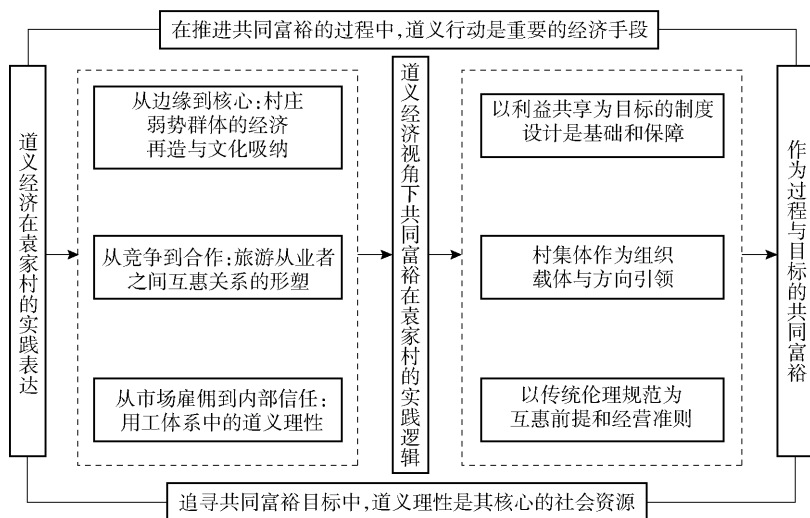 在推进共同富裕的过程中,道义行动是重要的经济手段
道义经济在袁家村的实践表达
从边缘到核心:村庄
弱势群体的经济
再造与文化吸纳
从竞争到合作:旅游从业者
之间互惠关系的形塑
从市场雇佣到内部信任:
用工体系中的道义理性
道义经济视角下共同富裕在袁家村的实践逻辑
以利益共享为目标的制度
设计是基础和保障
村集体作为组织
载体与方向引领
以传统伦理规范为
互惠前提和经营准则
作为过程与目标的共同富裕
追寻共同富裕目标中,道义理性是其核心的社会资源